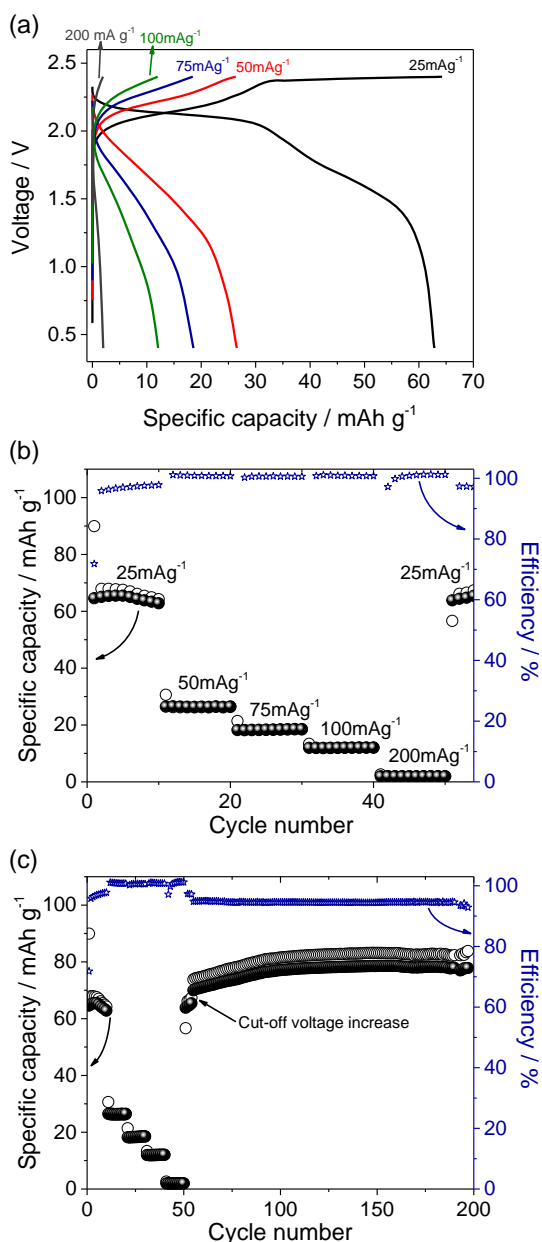 (a)
200 mA g-1
100mAg-1
75mAg-1
50mAg-1
25mAg-1
2.5
2.0
1.5
1.0
0.5
Voltage / V
0 10 20 30 40 50 60 70
Specific capacity / mAh g-1
(b)
100
80
60
40
20
0
Specific capacity / mAh g-1
25mAg-1
50mAg-1
75mAg-1
100mAg-1
200mAg-1
25mAg-1
100
80
60
40
20
0
Efficiency / %
0 20 40
Cycle number
(c)
100
80
60
40
20
0
Specific capacity / mAh g-1
Cut-off voltage increase
100
80
60
40
20
0
Efficiency / %
0 50 100 150 200
Cycle number